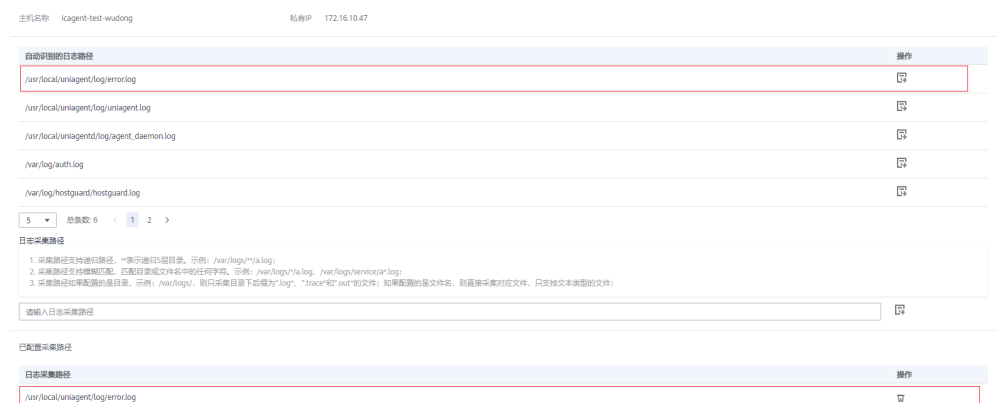 主机名称 icagent-test-wudong 私有IP 172.16.10.47
自动识别的日志路径 操作
/usr/local/uniagent/log/error.log
/usr/local/uniagent/log/uniagent.log
/usr/local/uniagentd/log/agent_daemon.log
/var/log/auth.log
/var/log/hostguard/hostguard.log
5 总条数: 6 < 1 2 >
日志采集路径
1. 采集路径支持递归路径，**表示递归5层目录。示例：/var/logs/**/a.log;
2. 采集路径支持模糊匹配，匹配目录或文件名中的任何字符。示例：/var/logs/*/a.log、/var/logs/service/a*.log;
3. 采集路径如果配置的是目录，示例：/var/logs/，则只采集目录下后缀为“.log”、“.trace”和“.out”的文件；如果配置的是文件名，则直接采集对应文件，只支持文本类型的文件；
请输入日志采集路径
已配置采集路径
日志采集路径 操作
/usr/local/uniagent/log/error.log